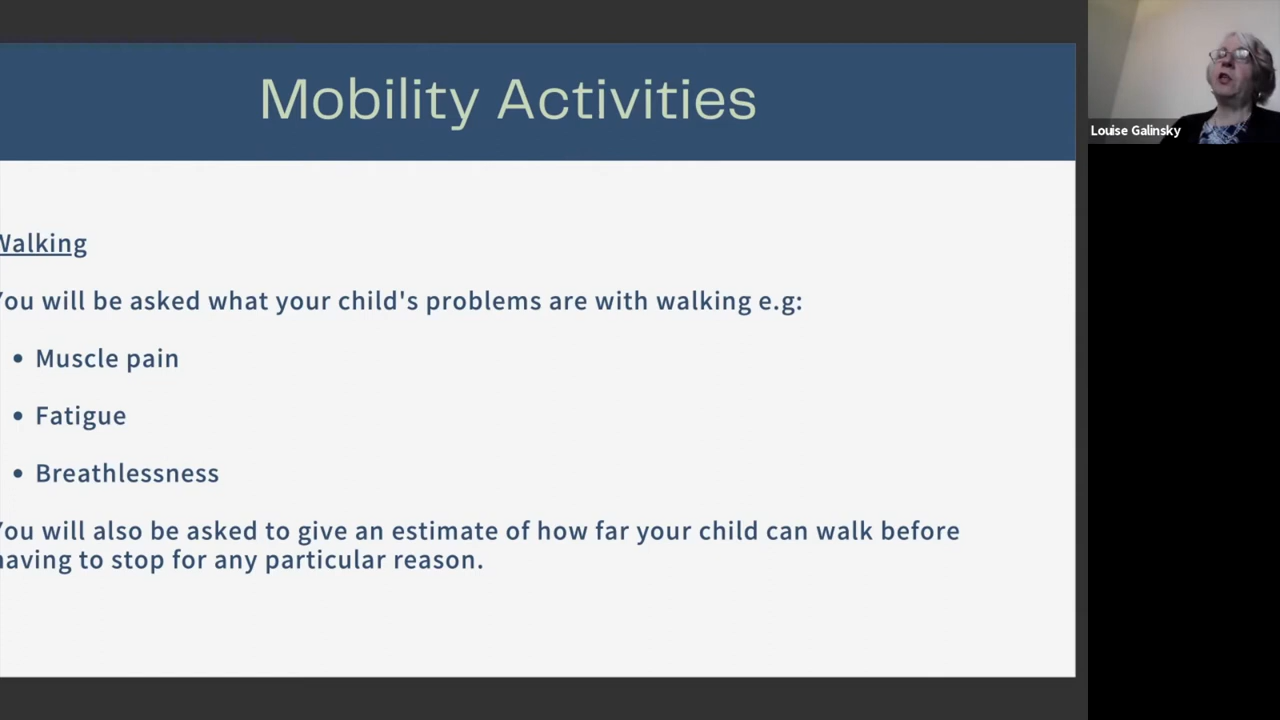 Mobility Activities
Louise Galinsky
Walking
You will be asked what your child's problems are with walking e.g:
• Muscle pain
• Fatigue
• Breathlessness
You will also be asked to give an estimate of how far your child can walk before
having to stop for any particular reason.